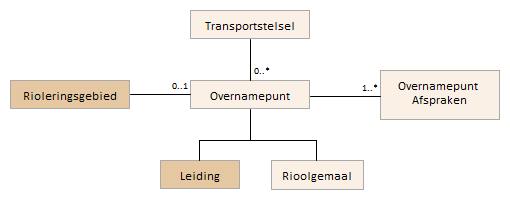 Transportstelsel
0..*
Rioleringsgebied
0..1
Overnamepunt
1..*
Overnamepunt
Afspraken
Leiding
Rioolgemaal